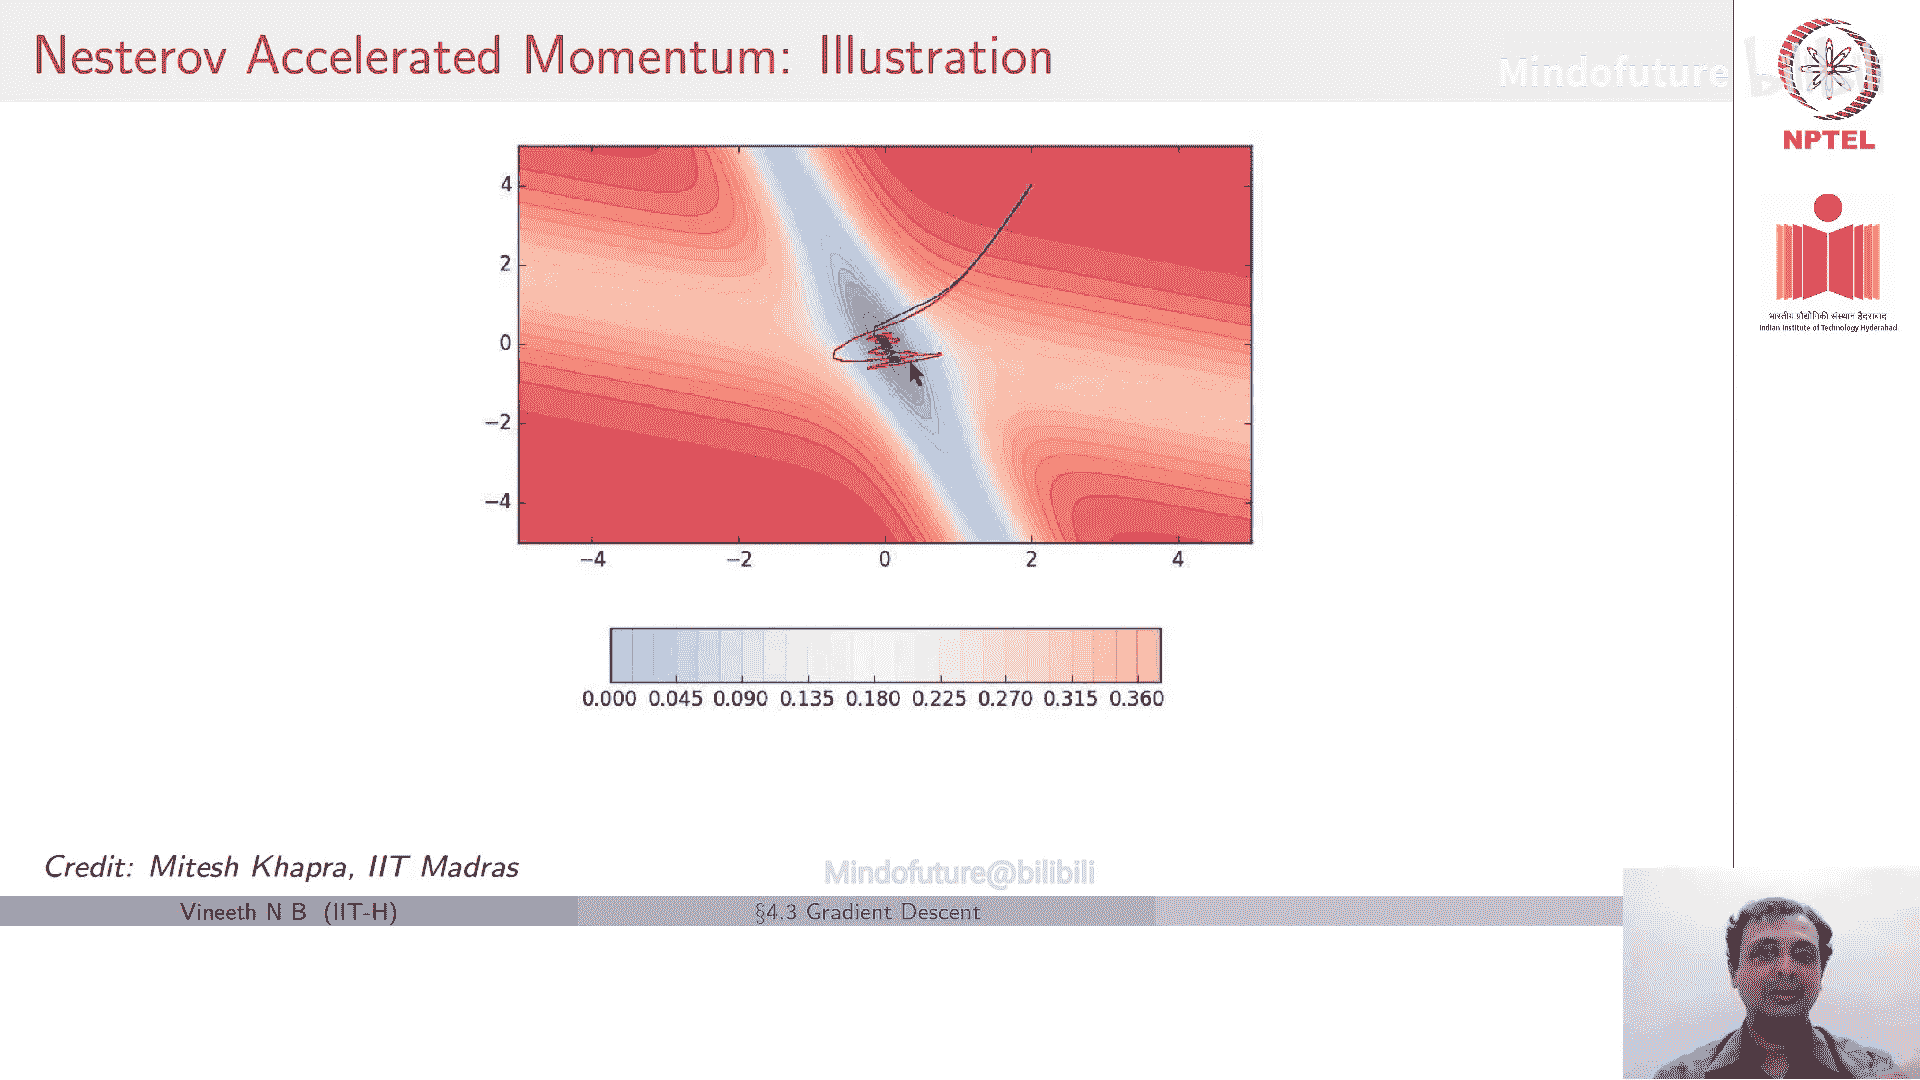 Nesterov Accelerated Momentum: Illustration
Mindofuture
NPTEL
भारतीय प्रौद्योगिकी संस्थान हैदराबाद
Indian Institute of Technology Hyderabad
4
2
0
−2
−4
−4 −2 0 2 4
0.000 0.045 0.090 0.135 0.180 0.225 0.270 0.315 0.360
Credit: Mitesh Khapra, IIT Madras
Mindofuture@bilibili
Vineeth N B (IIT-H) §4.3 Gradient Descent